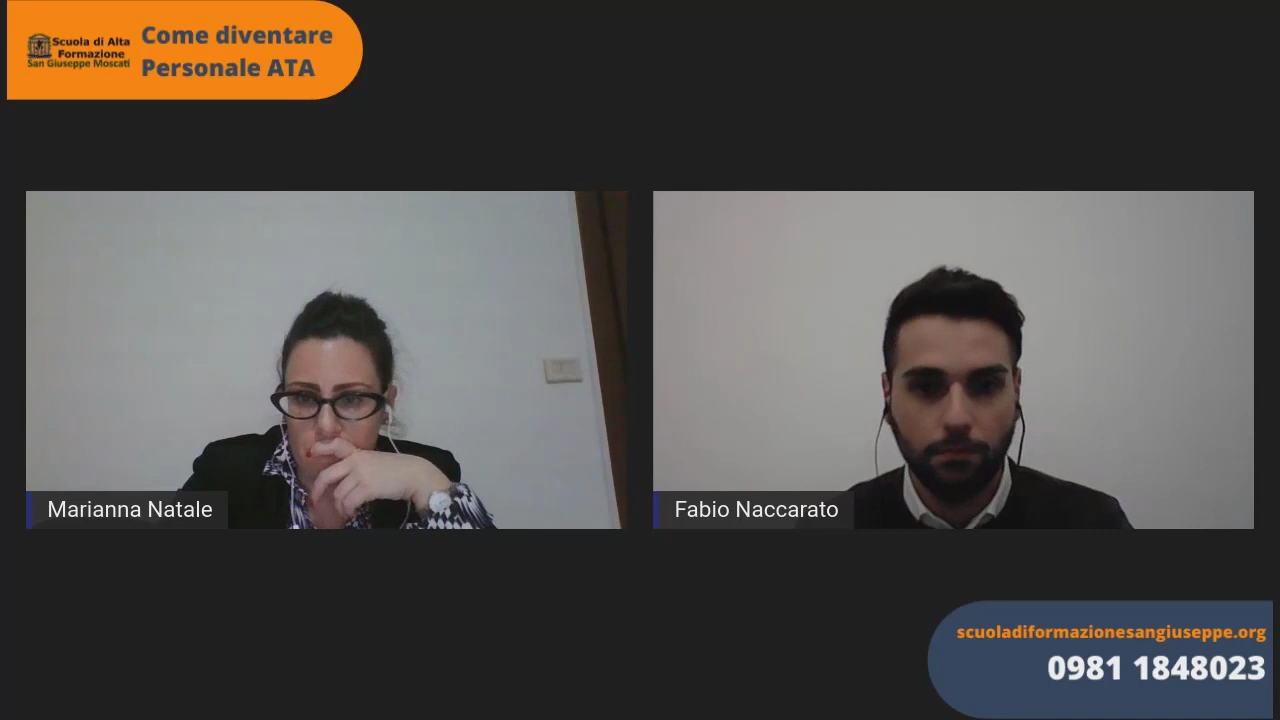 Scuola di Alta
Formazione
San Giuseppe Moscati
Come diventare
Personale ATA
Marianna Natale
Fabio Naccarato
scuoladiformazionesangiuseppe.org
0981 1848023